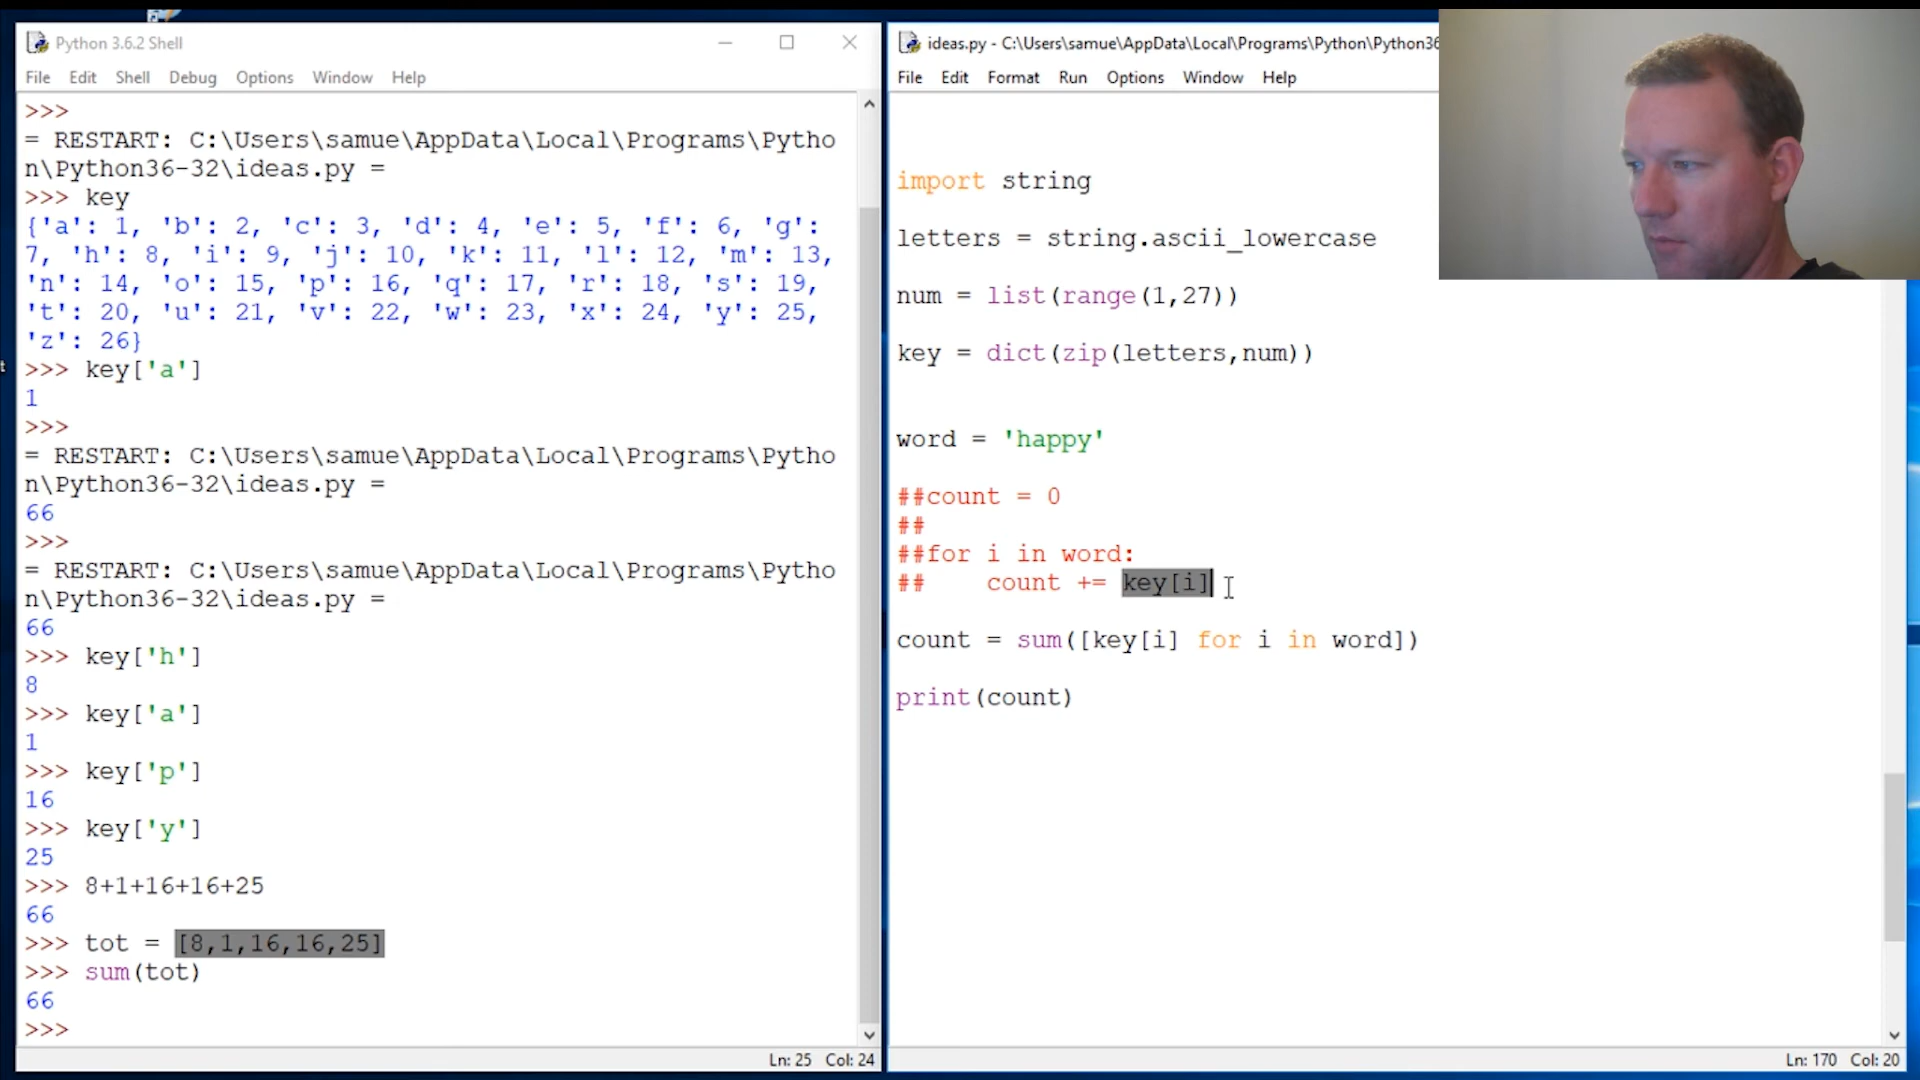 Python 3.6.2 Shell
File Edit Shell Debug Options Window Help
>>>
= RESTART: C:\Users\samue\AppData\Local\Programs\Pytho
n\Python36-32\ideas.py =
>>> key
{'a': 1, 'b': 2, 'c': 3, 'd': 4, 'e': 5, 'f': 6, 'g':
7, 'h': 8, 'i': 9, 'j': 10, 'k': 11, 'l': 12, 'm': 13,
'n': 14, 'o': 15, 'p': 16, 'q': 17, 'r': 18, 's': 19,
't': 20, 'u': 21, 'v': 22, 'w': 23, 'x': 24, 'y': 25,
'z': 26}
>>> key['a']
1
>>>
= RESTART: C:\Users\samue\AppData\Local\Programs\Pytho
n\Python36-32\ideas.py =
66
>>>
= RESTART: C:\Users\samue\AppData\Local\Programs\Pytho
n\Python36-32\ideas.py =
66
>>> key['h']
8
>>> key['a']
1
>>> key['p']
16
>>> key['y']
25
>>> 8+1+16+16+25
66
>>> tot = [8,1,16,16,25]
>>> sum(tot)
66
>>>
Ln: 25 Col: 24
ideas.py - C:\Users\samue\AppData\Local\Programs\Python\Python36
File Edit Format Run Options Window Help
import string
letters = string.ascii_lowercase
num = list(range(1,27))
key = dict(zip(letters,num))
word = 'happy'
##count = 0
##
##for i in word:
##    count += key[i]
count = sum([key[i] for i in word])
print(count)
Ln: 170 Col: 20
t